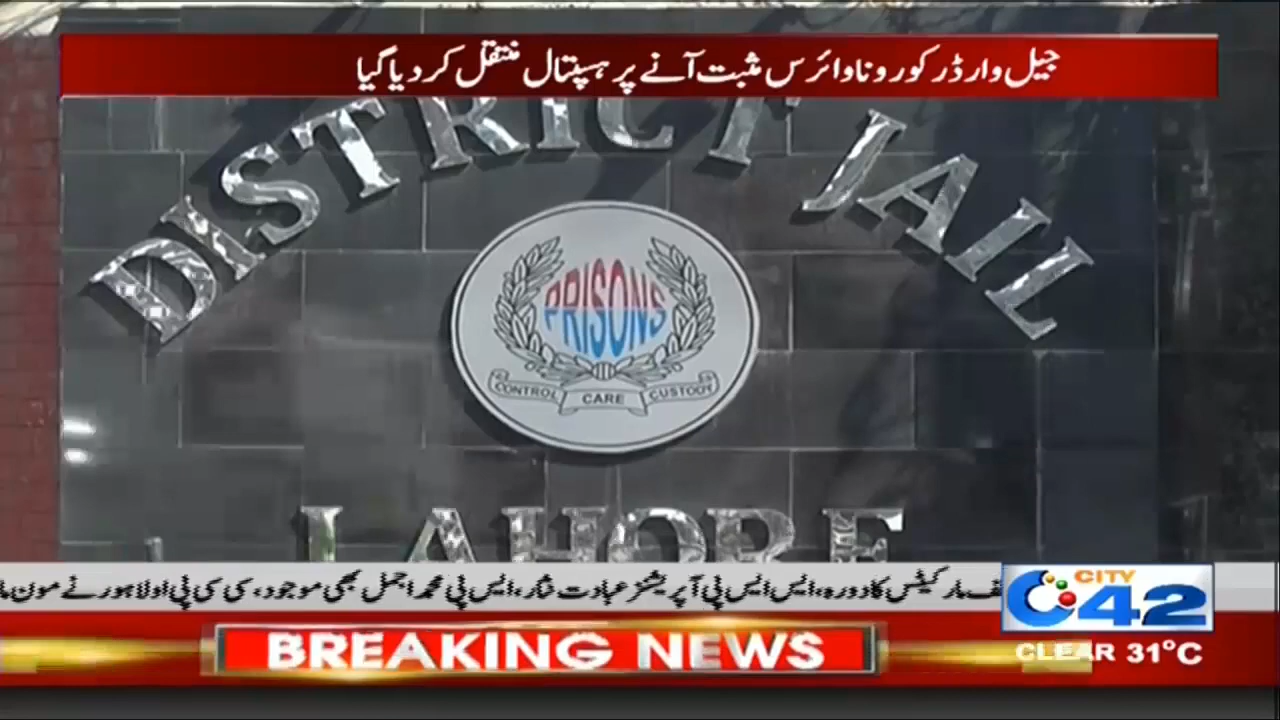 جیل وارڈر کورونا وائرس مثبت آنے پر ہسپتال منتقل کر دیا گیا
DISTRICT JAIL
PRISONS
CONTROL CARE CUSTODY
LAHORE
مارکیٹس کا دورہ، ایس ایس پی آپریشنز عبادت نثار، ایس پی محمد اجمل بھی موجود، سی سی پی او لاہور نے مون
CITY
42
BREAKING NEWS
CLEAR 31°C